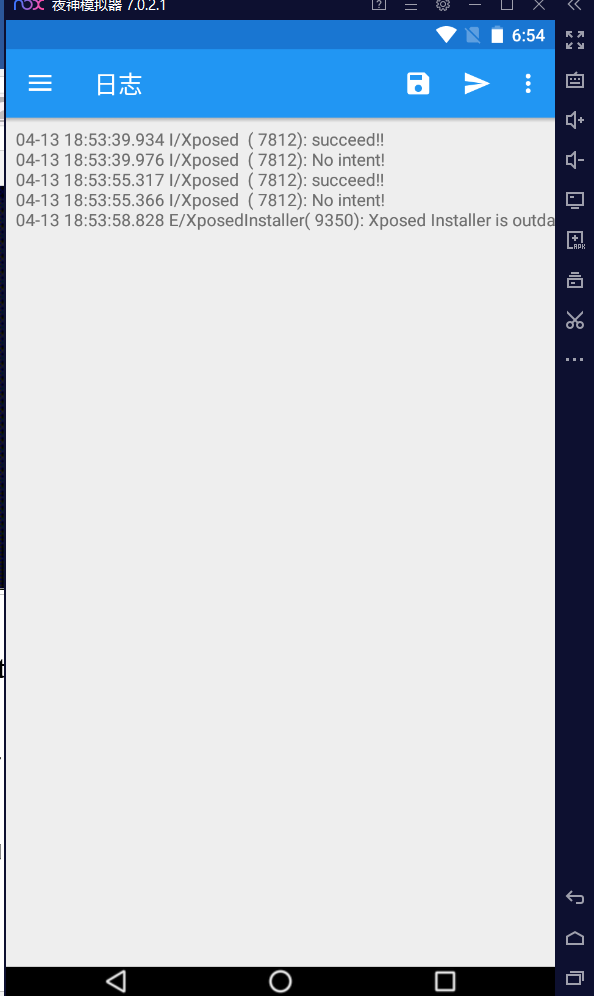 nox 夜神模拟器 7.0.2.1
6:54
日志
04-13 18:53:39.934 I/Xposed ( 7812): succeed!!
04-13 18:53:39.976 I/Xposed ( 7812): No intent!
04-13 18:53:55.317 I/Xposed ( 7812): succeed!!
04-13 18:53:55.366 I/Xposed ( 7812): No intent!
04-13 18:53:58.828 E/XposedInstaller( 9350): Xposed Installer is outda